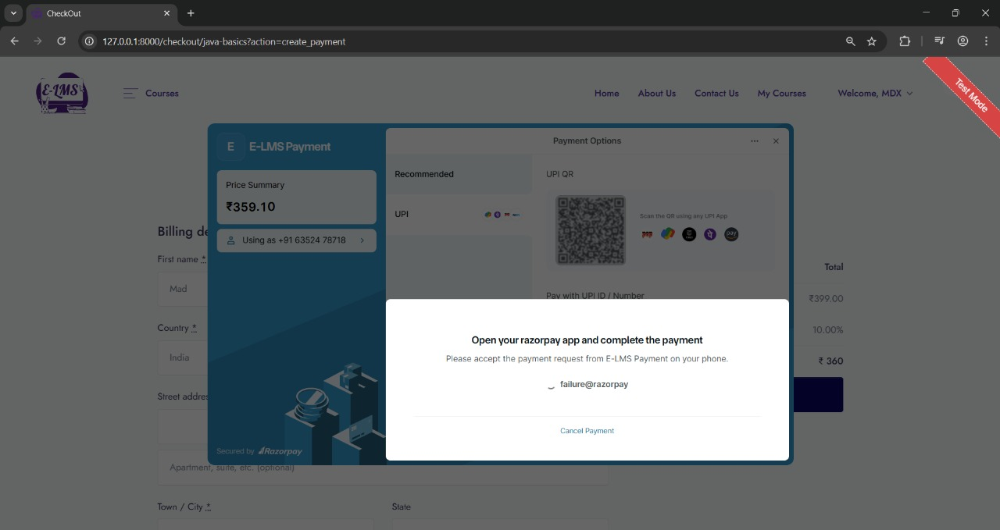 CheckOut
127.0.0.1:8000/checkout/java-basics?action=create_payment
E-LMS
Courses
Home
About Us
Contact Us
My Courses
Welcome, MDX
Test Mode
E
E-LMS Payment
Price Summary
₹359.10
Using as +91 63524 78718
Secured by Razorpay
Payment Options
Recommended
UPI
UPI QR
Scan the QR using any UPI App
pay
Pay with UPI ID / Number
Open your razorpay app and complete the payment
Please accept the payment request from E-LMS Payment on your phone.
failure@razorpay
Cancel Payment
Billing de
First name *
Mad
Country *
India
Street addres
Apartment, suite, etc. (optional)
Town / City *
State
Total
₹399.00
10.00%
₹ 360